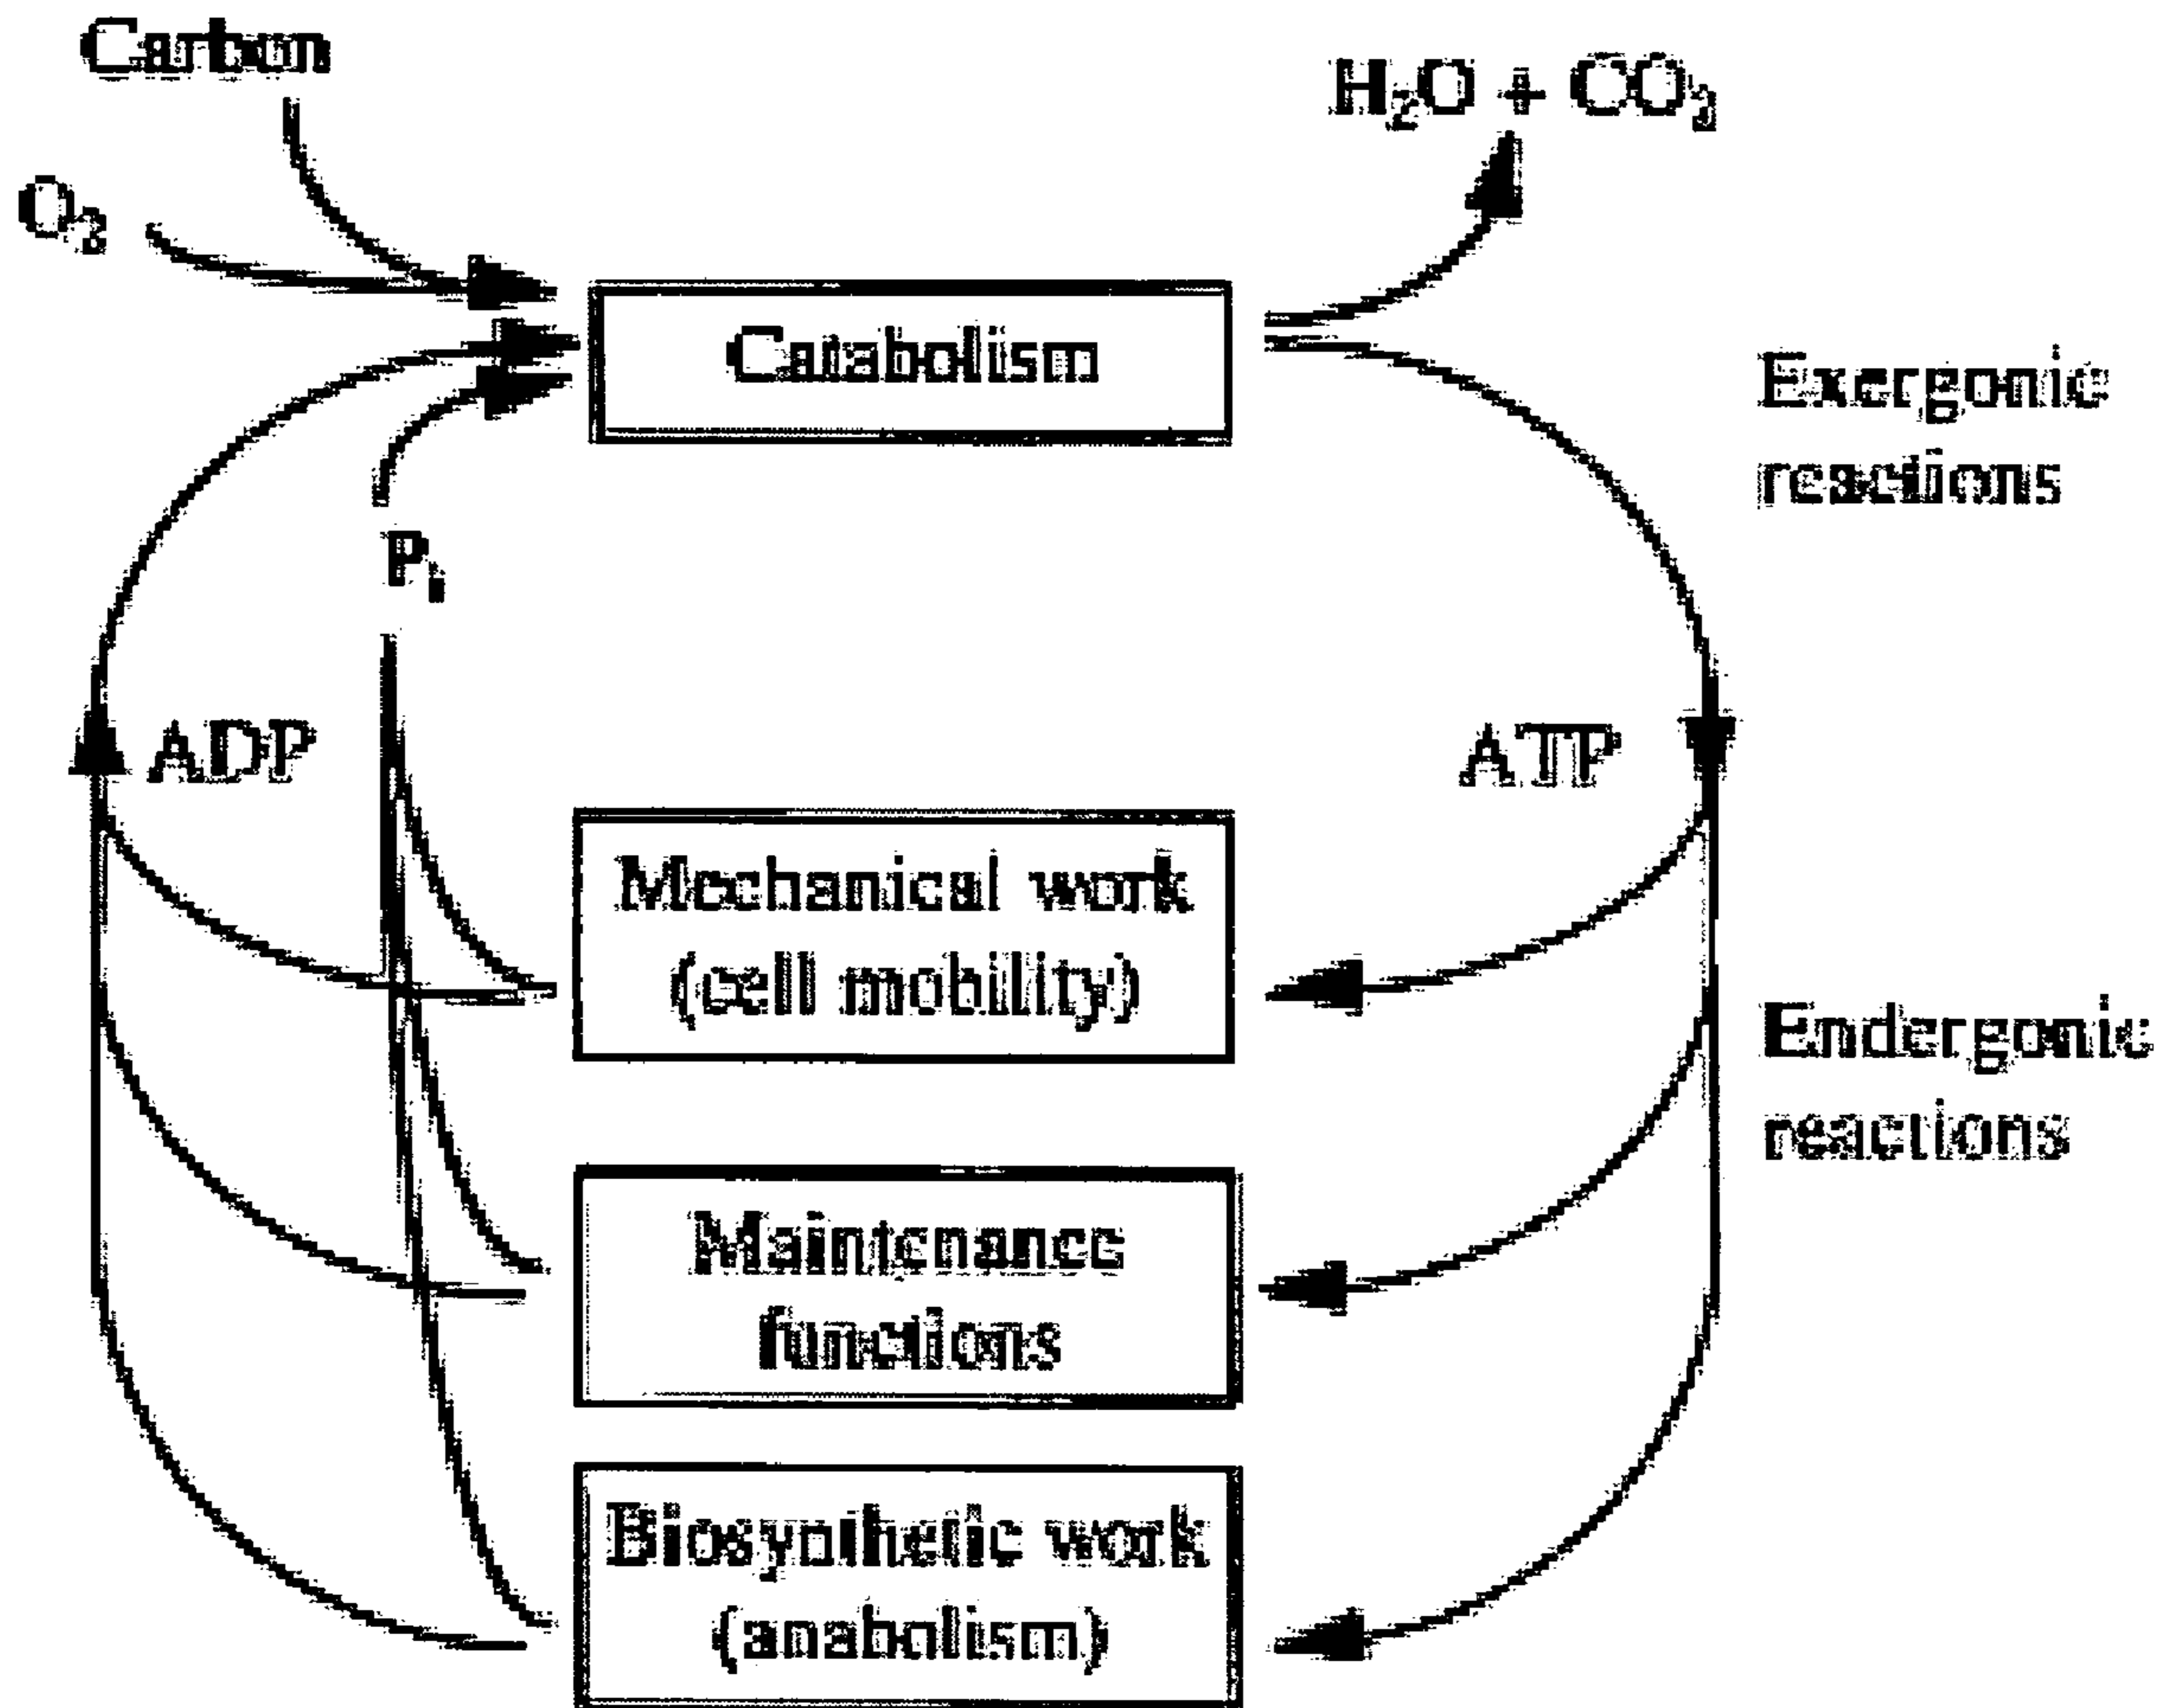 Carbon
H₂O + CO₂
O₂
Catabolism
Exergonic
reactions
Pᵢ
ADP
ATP
Mechanical work
(cell mobility)
Endergonic
reactions
Maintenance
functions
Biosynthetic work
(anabolism)